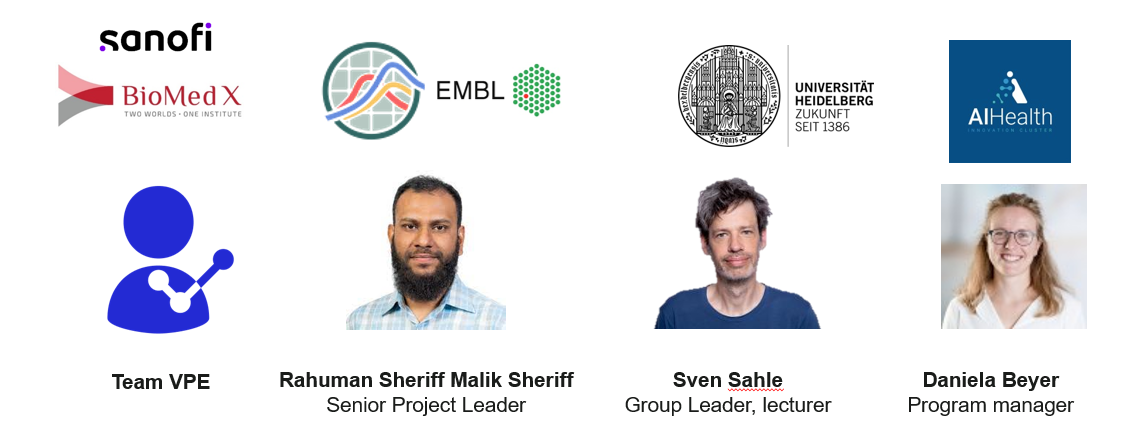 sanofi
BioMed X
TWO WORLDS • ONE INSTITUTE
EMBL
UNIVERSITÄT
HEIDELBERG
ZUKUNFT
SEIT 1386
AIHealth
INNOVATION CLUSTER
Team VPE
Rahuman Sheriff Malik Sheriff
Senior Project Leader
Sven Sahle
Group Leader, lecturer
Daniela Beyer
Program manager